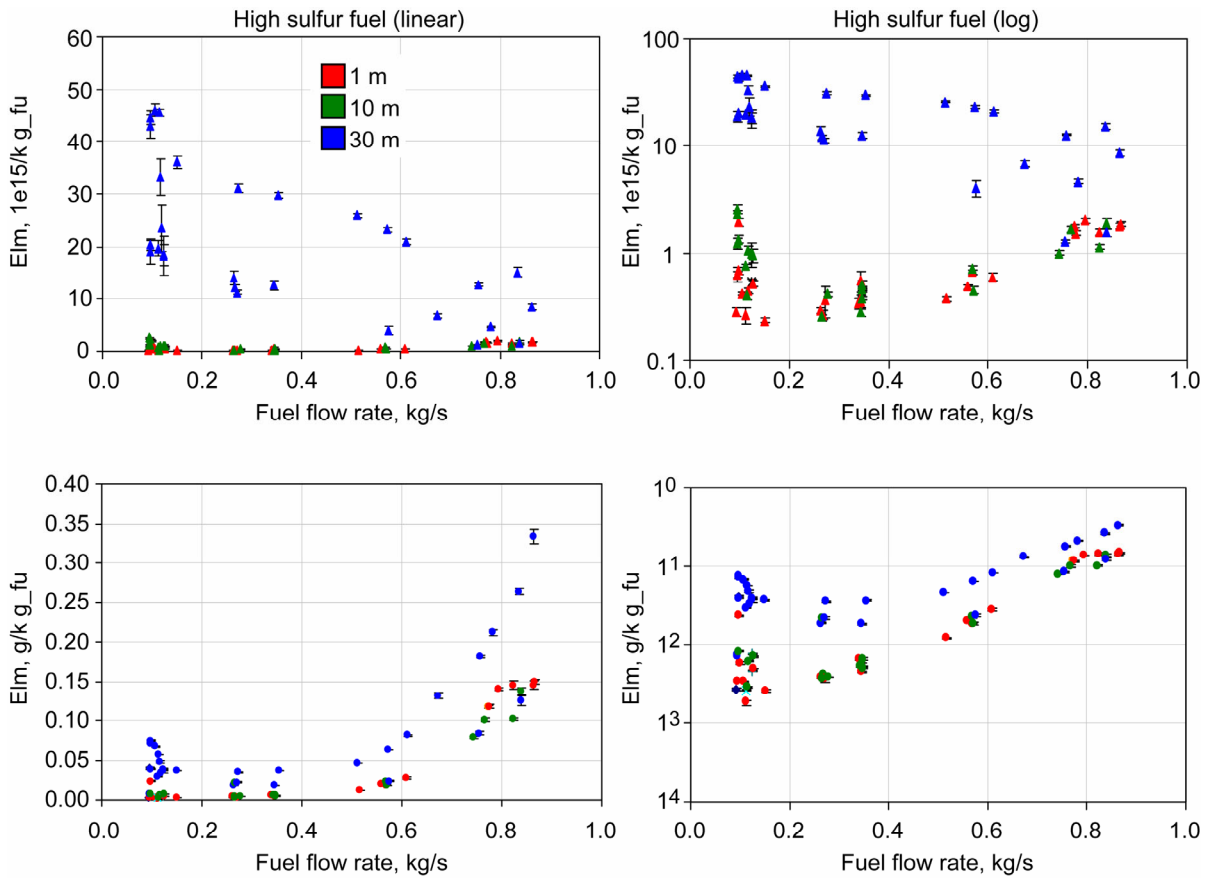 High sulfur fuel (linear)
60
50
40
30
20
10
0
EIm, 1e15/k g_fu
1 m
10 m
30 m
0.0 0.2 0.4 0.6 0.8 1.0
Fuel flow rate, kg/s
High sulfur fuel (log)
100
10
1
0.1
EIm, 1e15/k g_fu
0.0 0.2 0.4 0.6 0.8 1.0
Fuel flow rate, kg/s
0.40
0.35
0.30
0.25
0.20
0.15
0.10
0.05
0.00
EIm, g/k g_fu
0.0 0.2 0.4 0.6 0.8 1.0
Fuel flow rate, kg/s
10
11
12
13
14
EIm, g/k g_fu
0.0 0.2 0.4 0.6 0.8 1.0
Fuel flow rate, kg/s